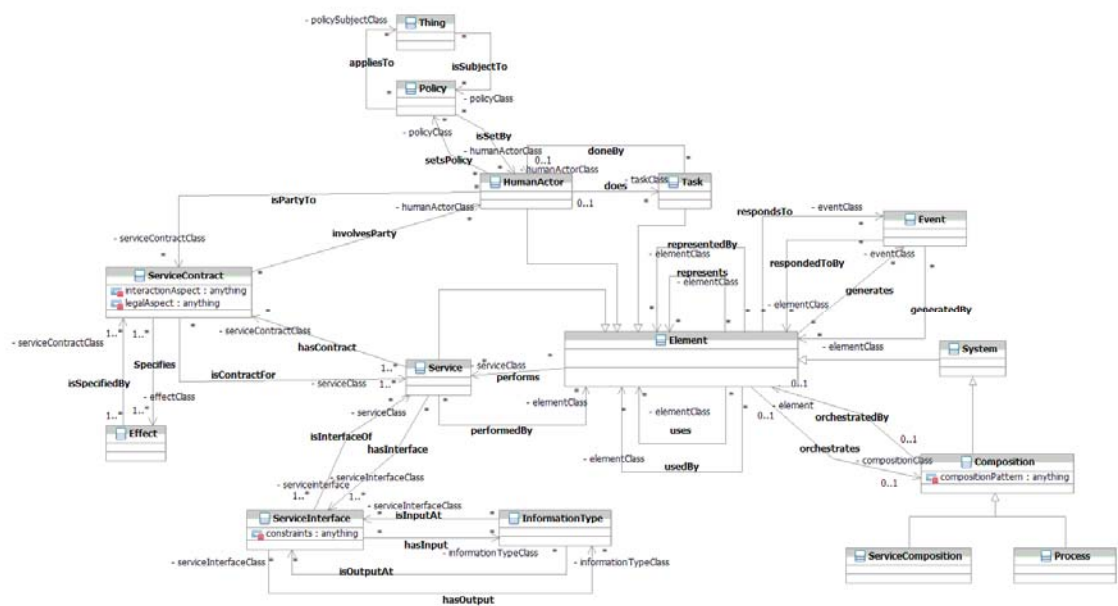 - policySubjectClass
Thing
*
*
appliesTo
isSubjectTo
*
*
Policy
- policyClass
*
*
- policyClass
isSetBy
setsPolicy
- humanActorClass
*
*
0..1
doneBy
*
- humanActorClass
- taskClass
HumanActor
does
Task
*
0..1
*
isPartyTo
*
- humanActorClass
involvesParty
respondsTo
- eventClass
*
Event
*
- serviceContractClass
*
representedBy
- elementClass
respondedToBy
*
- eventClass
ServiceContract
interactionAspect : anything
legalAspect : anything
represents
- elementClass
- elementClass
generates
generatedBy
*
*
*
*
*
*
*
1..*
1..*
- serviceContractClass
- serviceContractClass
hasContract
Element
- elementClass
System
Specifies
isContractFor
Service
- serviceClass
performs
isSpecifiedBy
- effectClass
- serviceClass
1..*
1..*
0..1
1..*
1..*
Effect
- serviceClass
*
*
- elementClass
- elementClass
*
*
*
0..1
- element
orchestratedBy
isInterfaceOf
hasInterface
performedBy
uses
usedBy
- elementClass
orchestrates
0..1
- compositionClass
Composition
compositionPattern : anything
0..1
- serviceInterfaceClass
- serviceinterface
1..*
1..*
- serviceInterfaceClass
ServiceInterface
constraints : anything
*
isInputAt
*
InformationType
*
hasInput
*
- informationTypeClass
- serviceInterfaceClass
*
*
isOutputAt
*
*
- informationTypeClass
hasOutput
ServiceComposition
Process